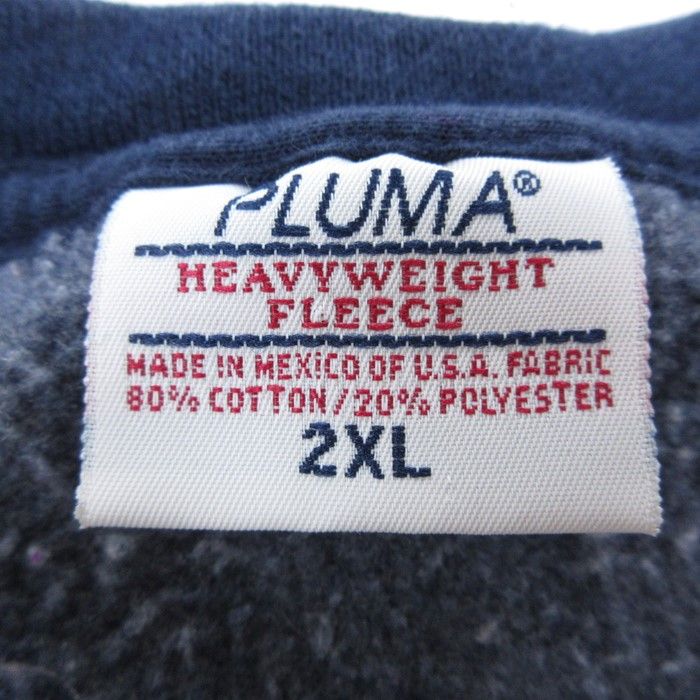 PLUMA®
HEAVYWEIGHT
FLEECE
MADE IN MEXICO OF U.S.A. FABRIC
80% COTTON/20% POLYESTER
2XL